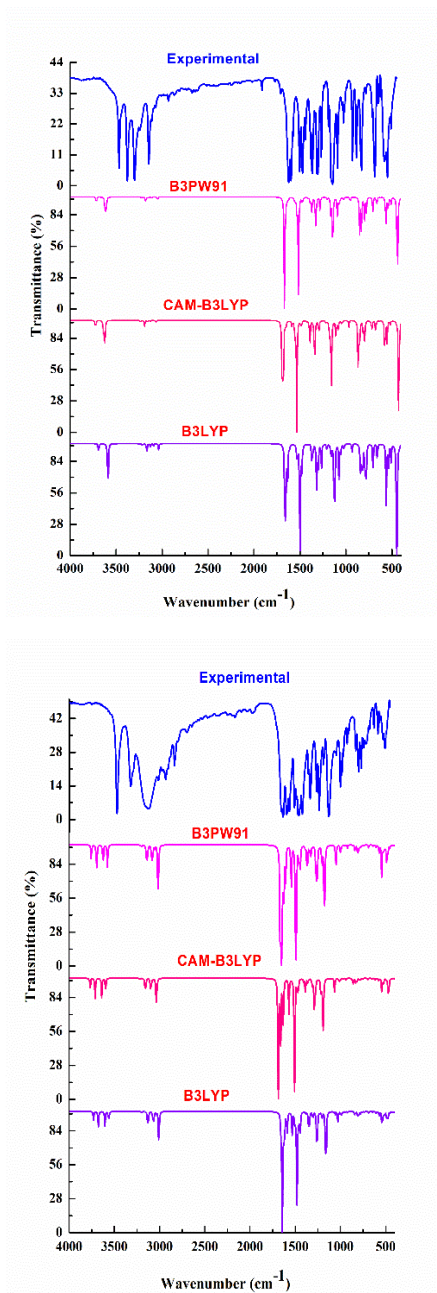 44
Experimental
33
22
11
0
B3PW91
84
56
28
0
CAM-B3LYP
84
56
28
0
B3LYP
84
56
28
0
Transmittance (%)
4000 3500 3000 2500 2000 1500 1000 500
Wavenumber (cm-1)
Experimental
42
28
14
0
B3PW91
84
56
28
0
CAM-B3LYP
84
56
28
0
B3LYP
84
56
28
0
Transmittance (%)
4000 3500 3000 2500 2000 1500 1000 500
Wavenumber (cm-1)